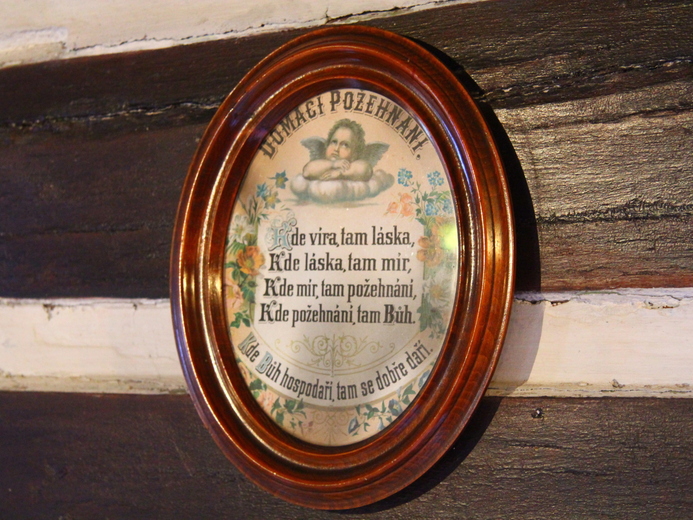 DOMÁCÍ POŽEHNÁNÍ.
Kde víra, tam láska,
Kde láska, tam mír,
Kde mír, tam požehnání,
Kde požehnání, tam Bůh.
Kde Bůh hospodaří, tam se dobře daří.